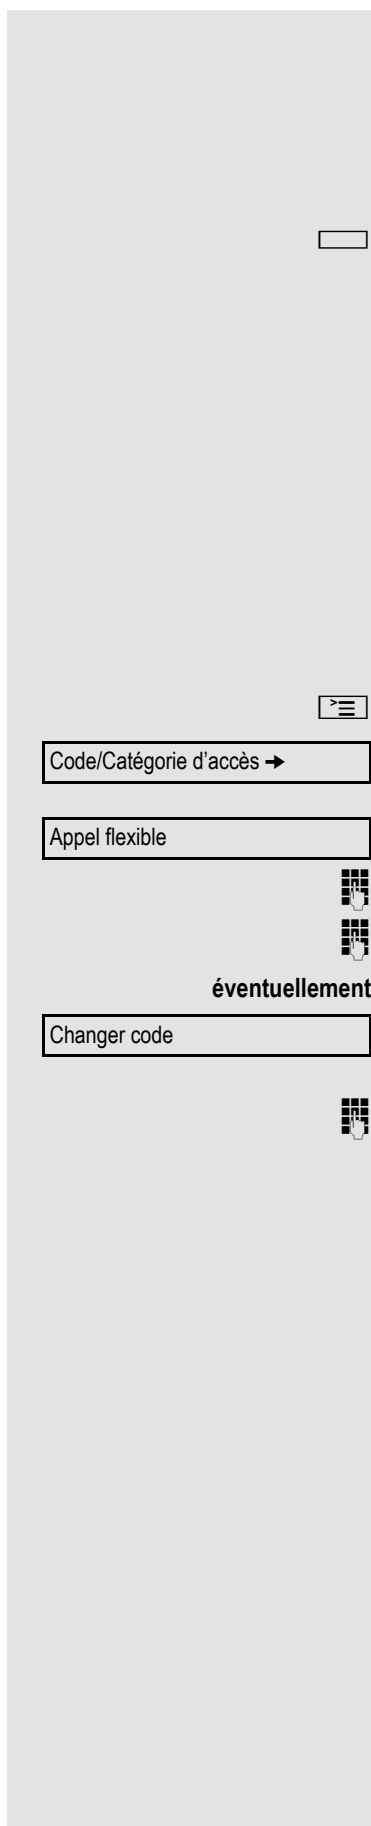 Code/Catégorie d’accès ➜
Appel flexible
éventuellement
Changer code